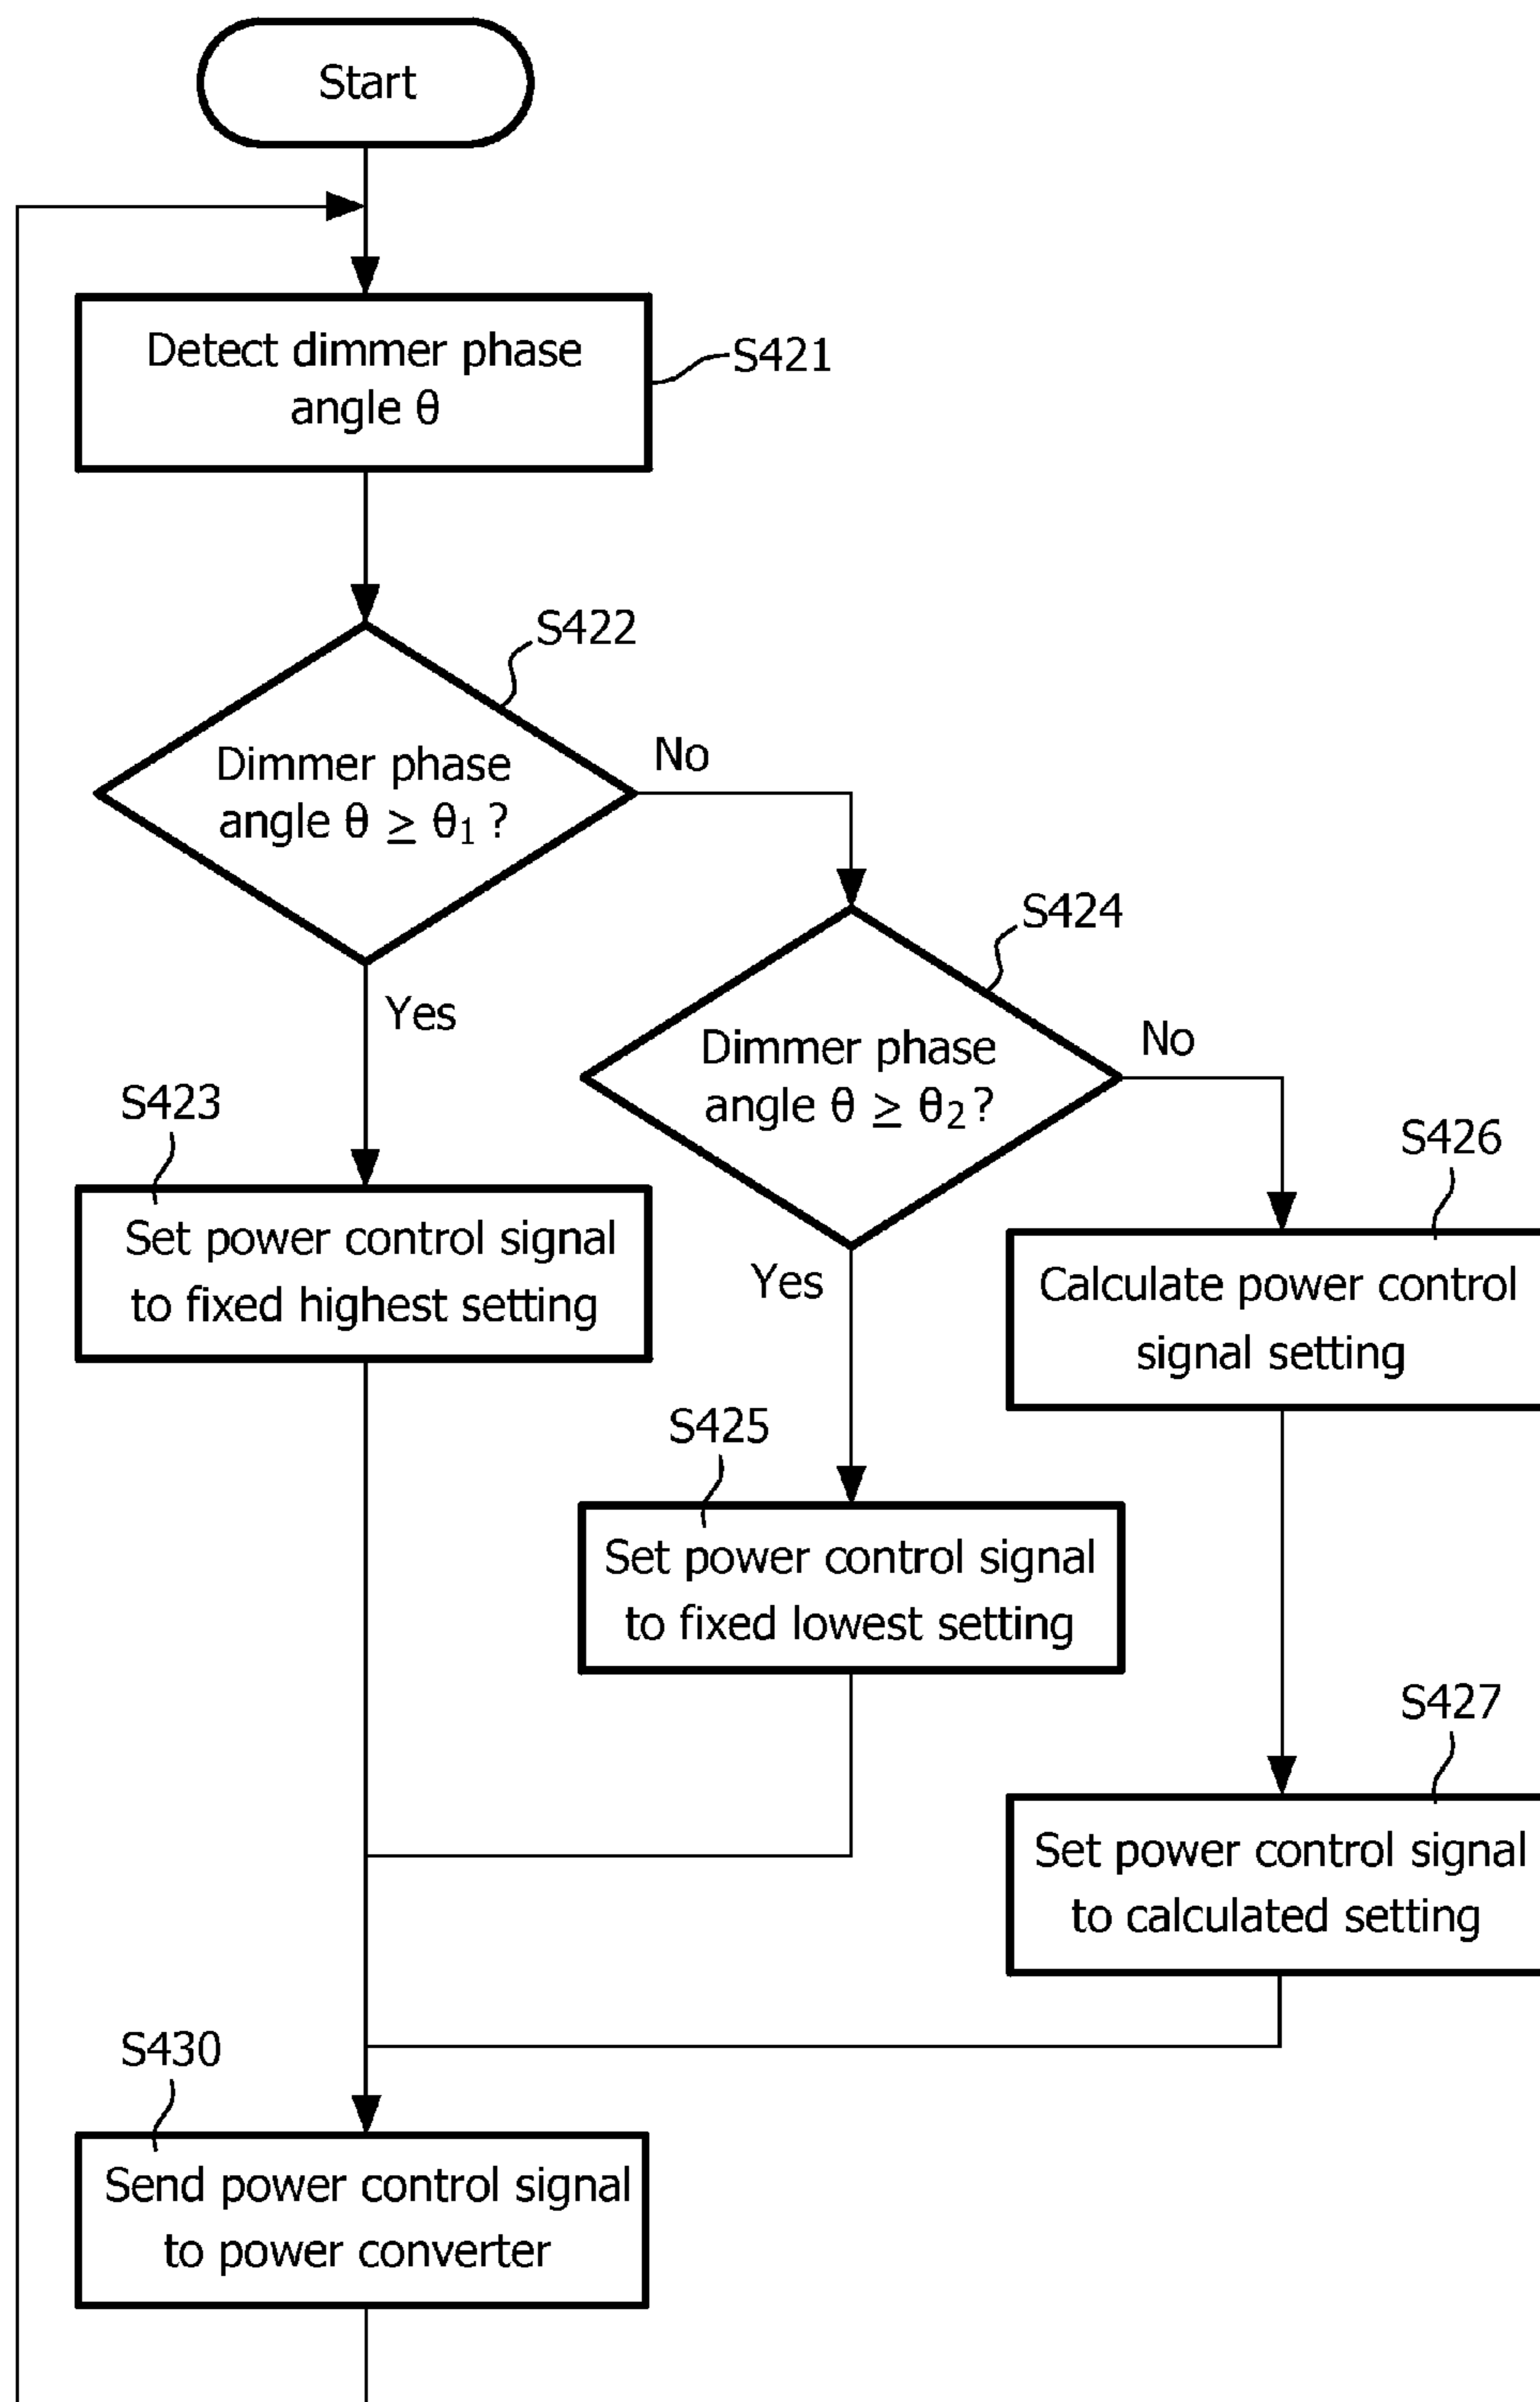 Start
Detect dimmer phase
angle θ
S421
S422
Dimmer phase
angle θ ≥ θ₁ ?
No
Yes
S424
Dimmer phase
angle θ ≥ θ₂ ?
No
Yes
S423
Set power control signal
to fixed highest setting
S426
Calculate power control
signal setting
S425
Set power control signal
to fixed lowest setting
S427
Set power control signal
to calculated setting
S430
Send power control signal
to power converter